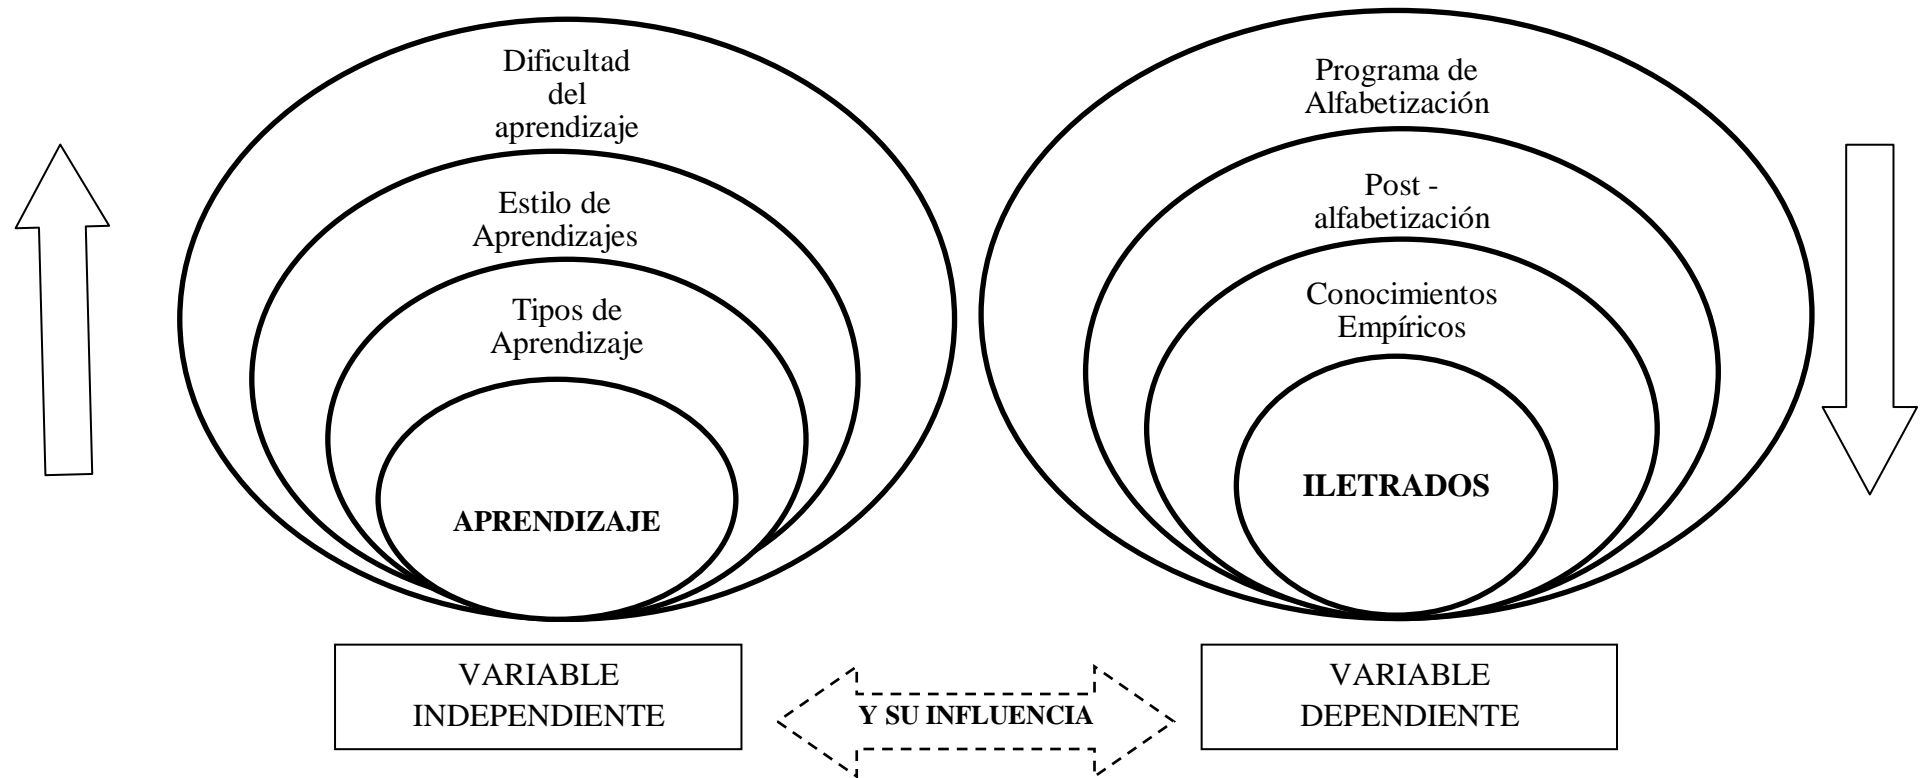 Dificultad
del
aprendizaje
Estilo de
Aprendizajes
Tipos de
Aprendizaje
APRENDIZAJE
Programa de
Alfabetización
Post -
alfabetización
Conocimientos
Empíricos
ILETRADOS
VARIABLE
INDEPENDIENTE
Y SU INFLUENCIA
VARIABLE
DEPENDIENTE